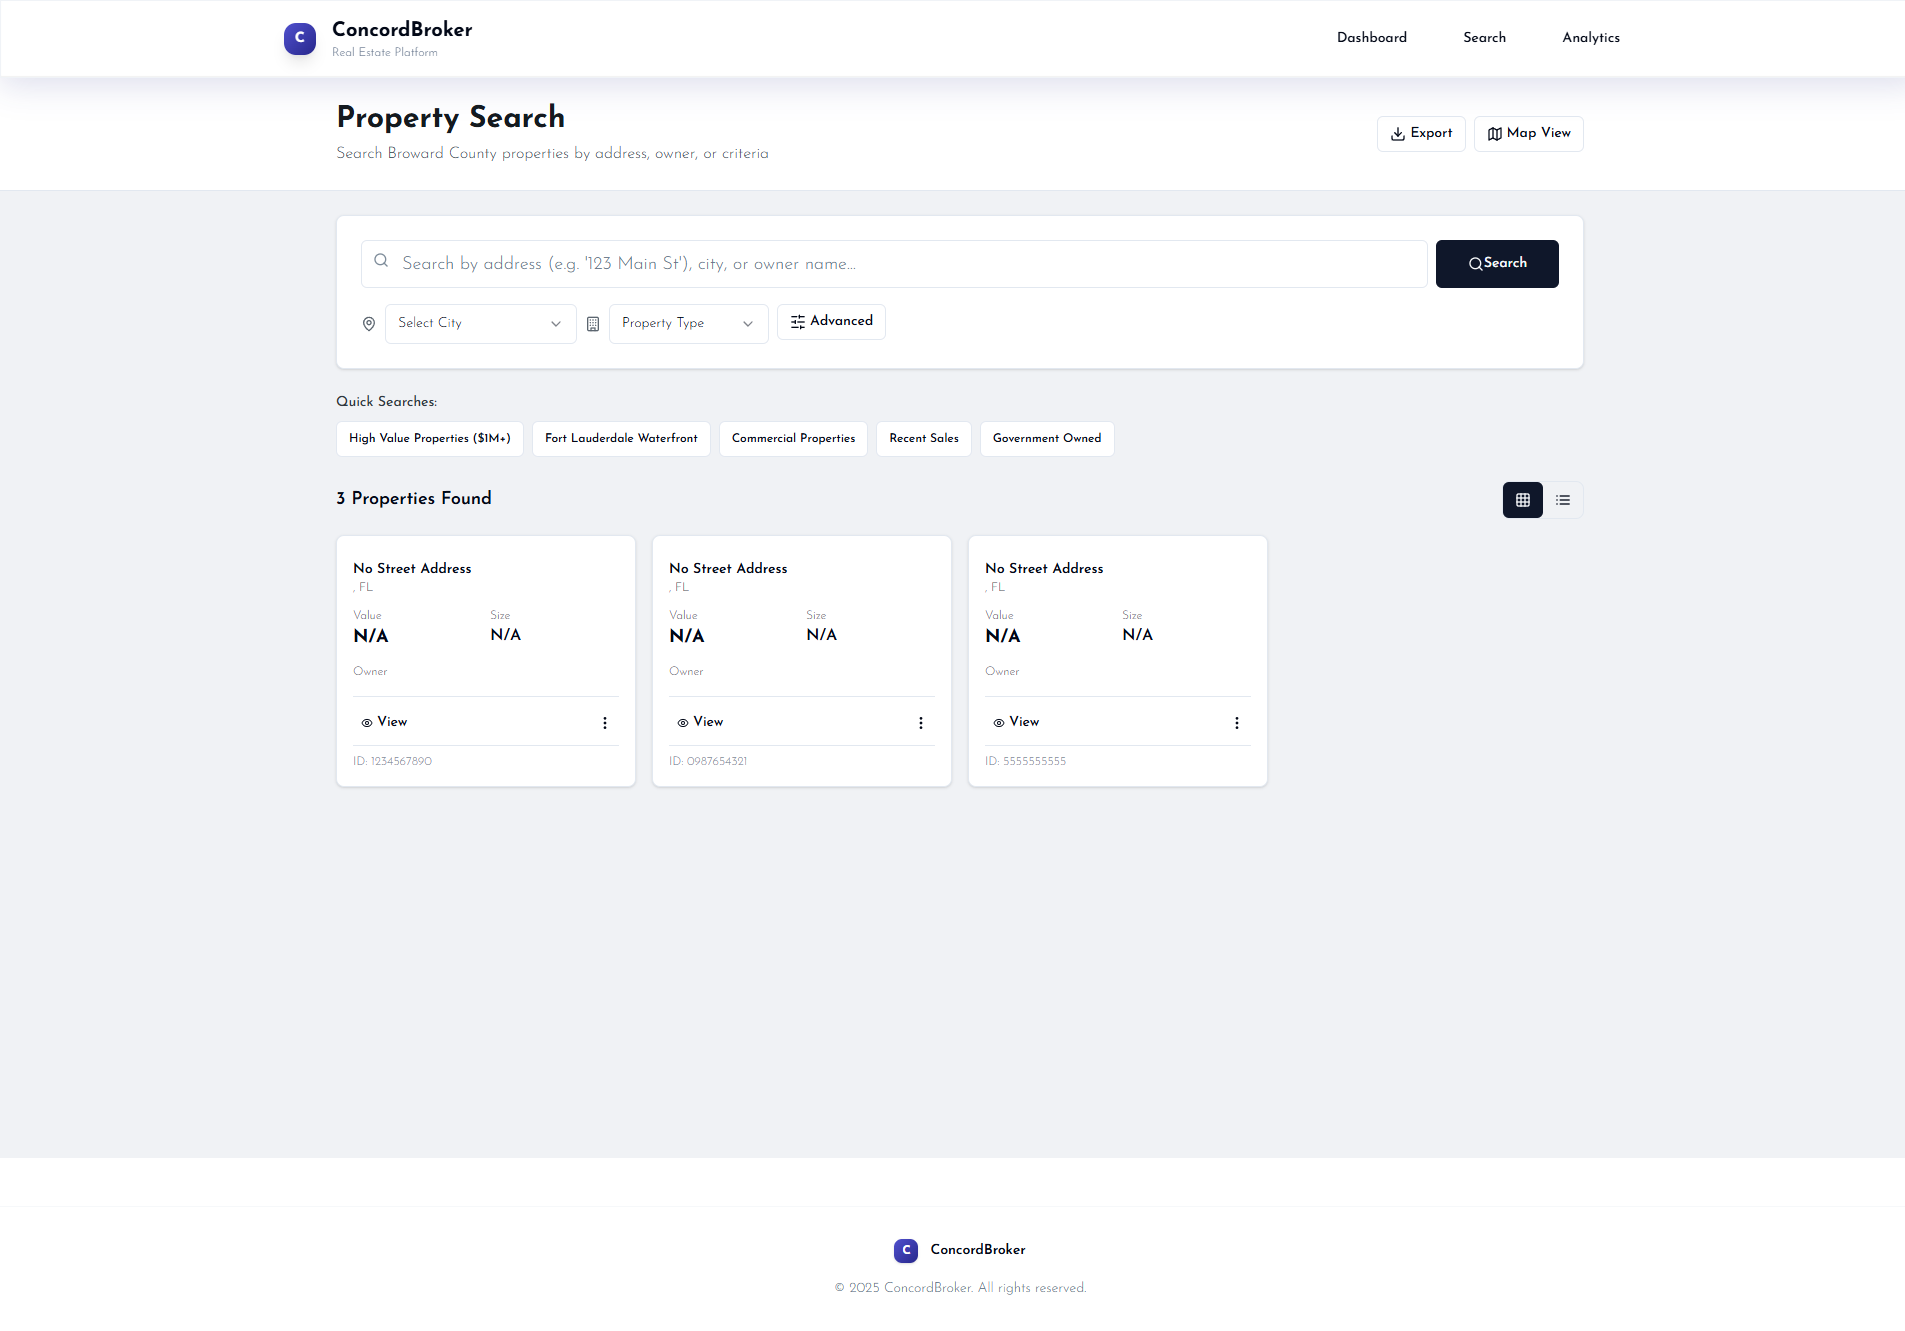 C
ConcordBroker
Real Estate Platform
Dashboard
Search
Analytics
Property Search
Search Broward County properties by address, owner, or criteria
Export
Map View
Search by address (e.g. '123 Main St'), city, or owner name...
Search
Select City
Property Type
Advanced
Quick Searches:
High Value Properties ($1M+)
Fort Lauderdale Waterfront
Commercial Properties
Recent Sales
Government Owned
3 Properties Found
No Street Address
, FL
Value
Size
N/A
N/A
Owner
View
ID: 1234567890
No Street Address
, FL
Value
Size
N/A
N/A
Owner
View
ID: 0987654321
No Street Address
, FL
Value
Size
N/A
N/A
Owner
View
ID: 5555555555
C
ConcordBroker
© 2025 ConcordBroker. All rights reserved.